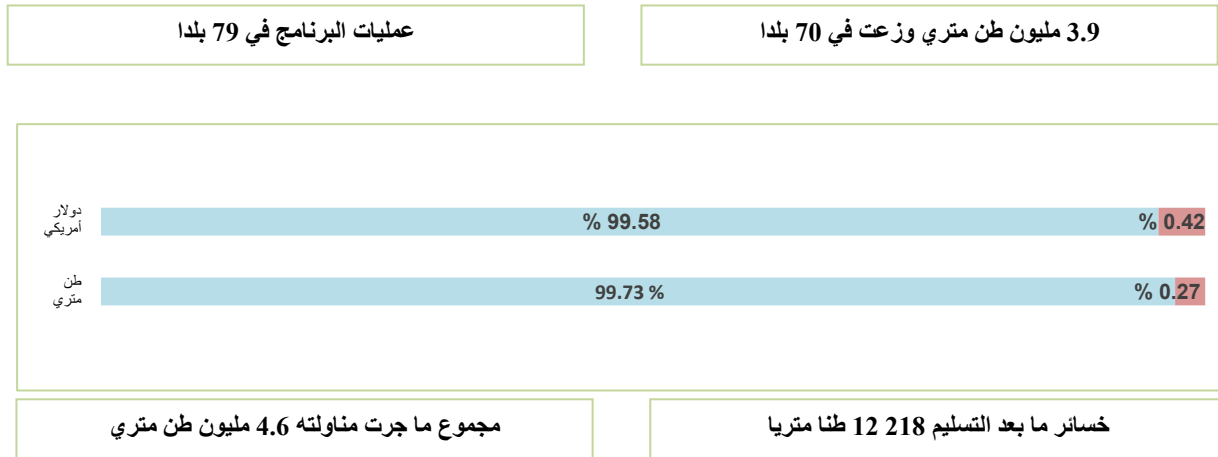 3.9 مليون طن متري وزعت في 70 بلدا
عمليات البرنامج في 79 بلدا
دولار
أمريكي
% 99.58
% 0.42
طن
متري
99.73 %
% 0.27
خسائر ما بعد التسليم 218 12 طنا متريا
مجموع ما جرت مناولته 4.6 مليون طن متري